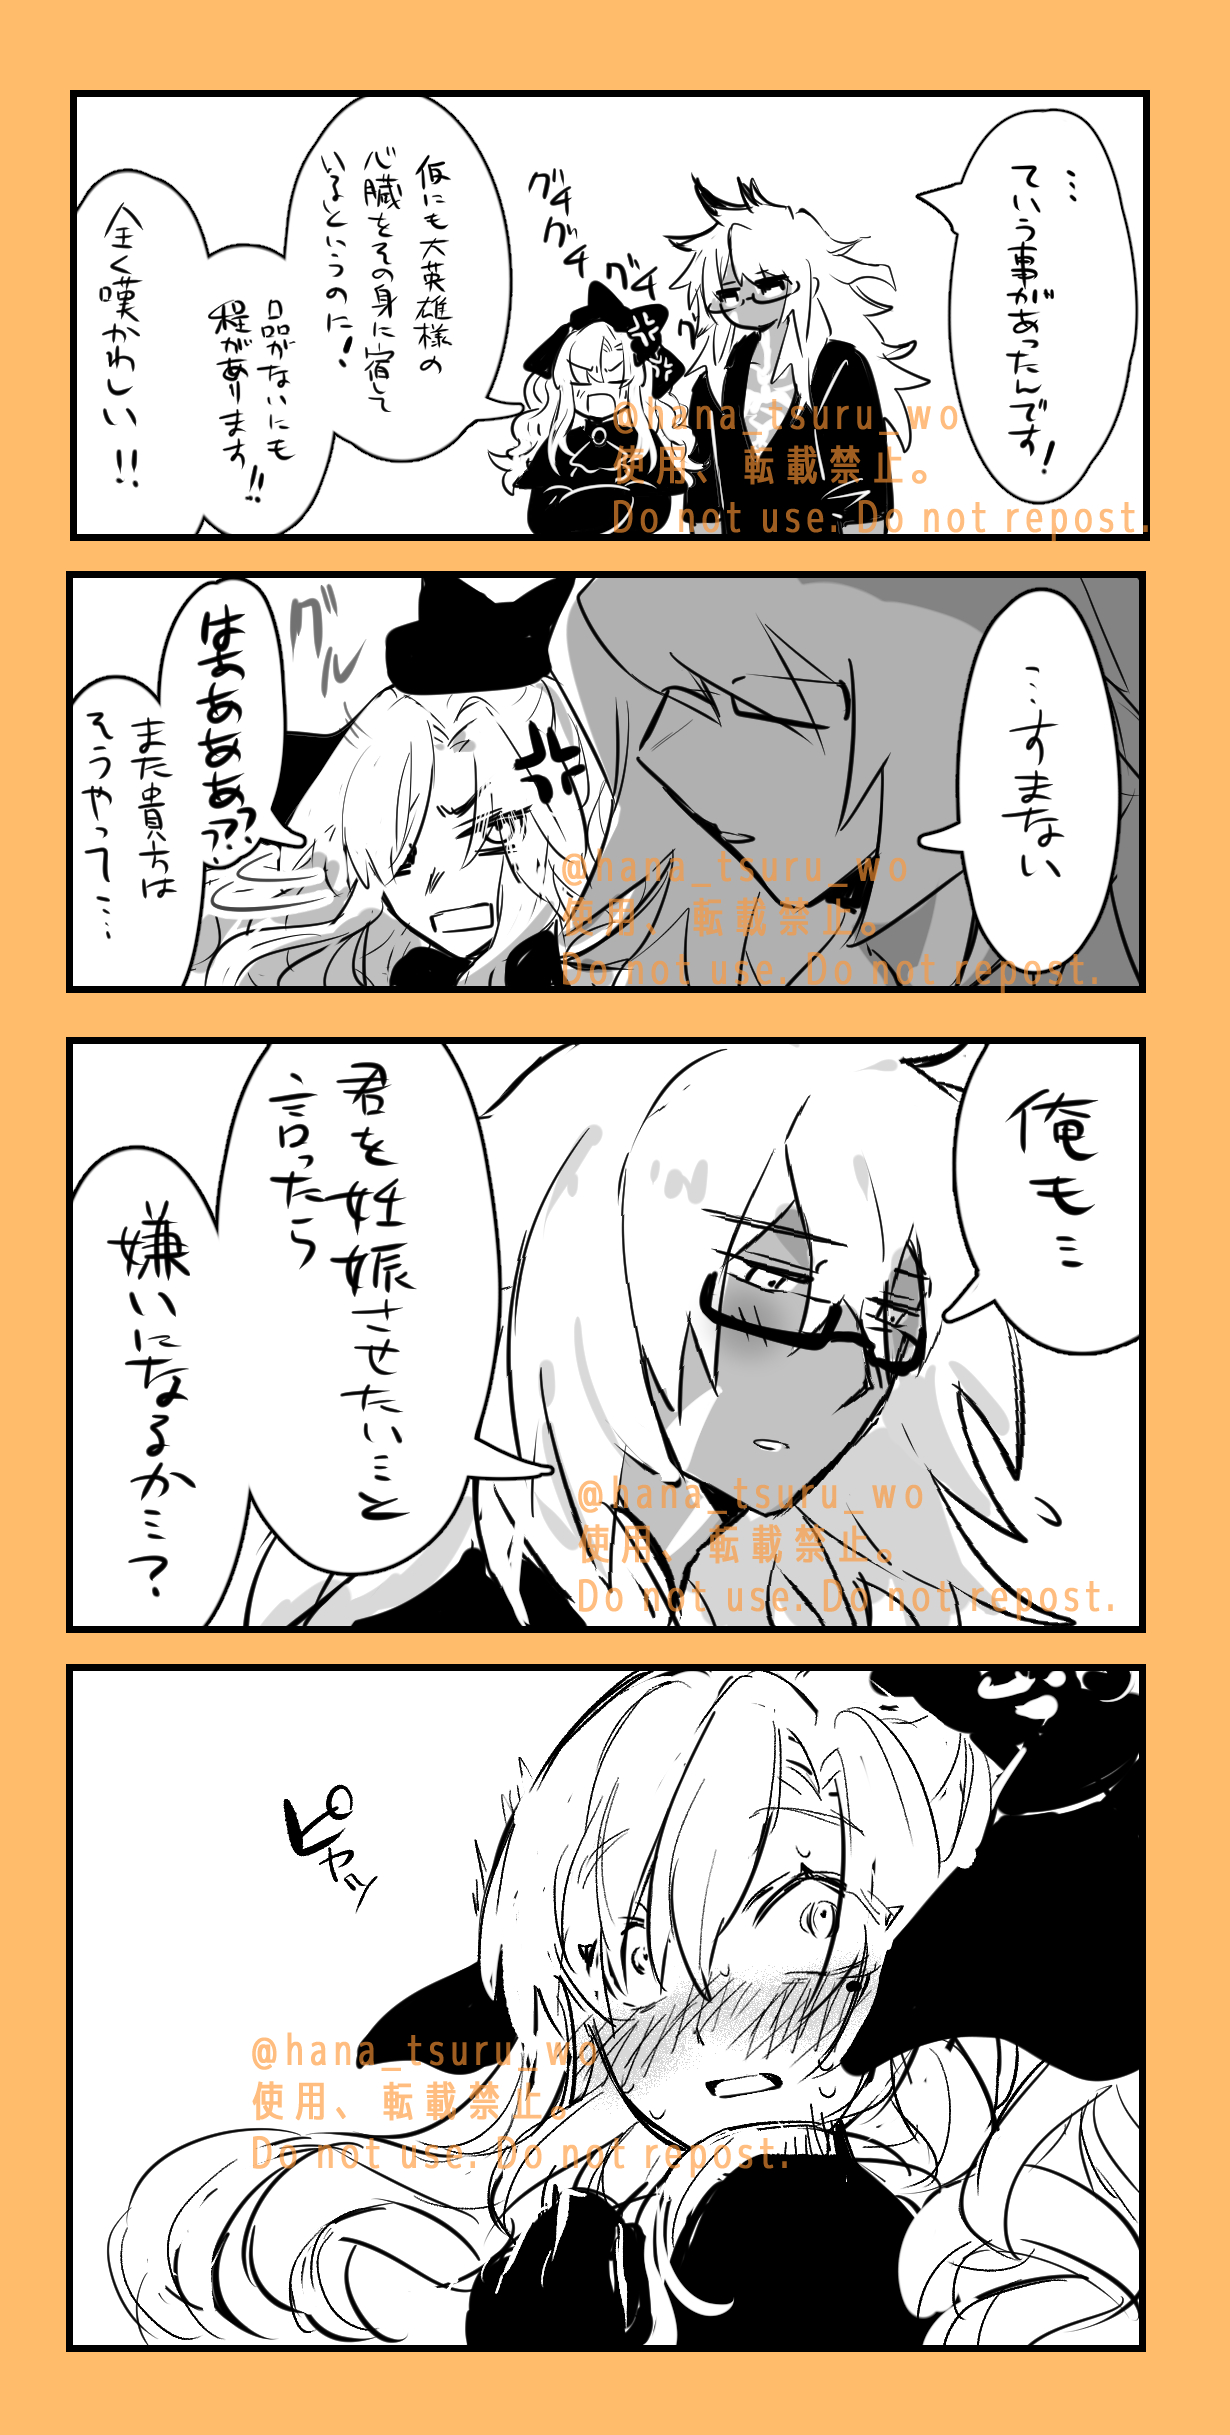 …
ていう事があったんです!
グチ
グチ
グチ
グ
仮にも大英雄様の
心臓をその身に宿して
いるというのに!
品がないにも
程があります!!
全く嘆かわしい!!
@hana_tsuru_wo
使用、転載禁止。
Do not use. Do not repost.
…すまない
グル
はまあああ??
また貴方は
そうやって…
@hana_tsuru_wo
使用、転載禁止。
Do not use. Do not repost.
俺も…
君を妊娠させたい…と
言ったら
嫌いになるか…?
@hana_tsuru_wo
使用、転載禁止。
Do not use. Do not repost.
ピャッ
@hana_tsuru_wo
使用、転載禁止。
Do not use. Do not repost.